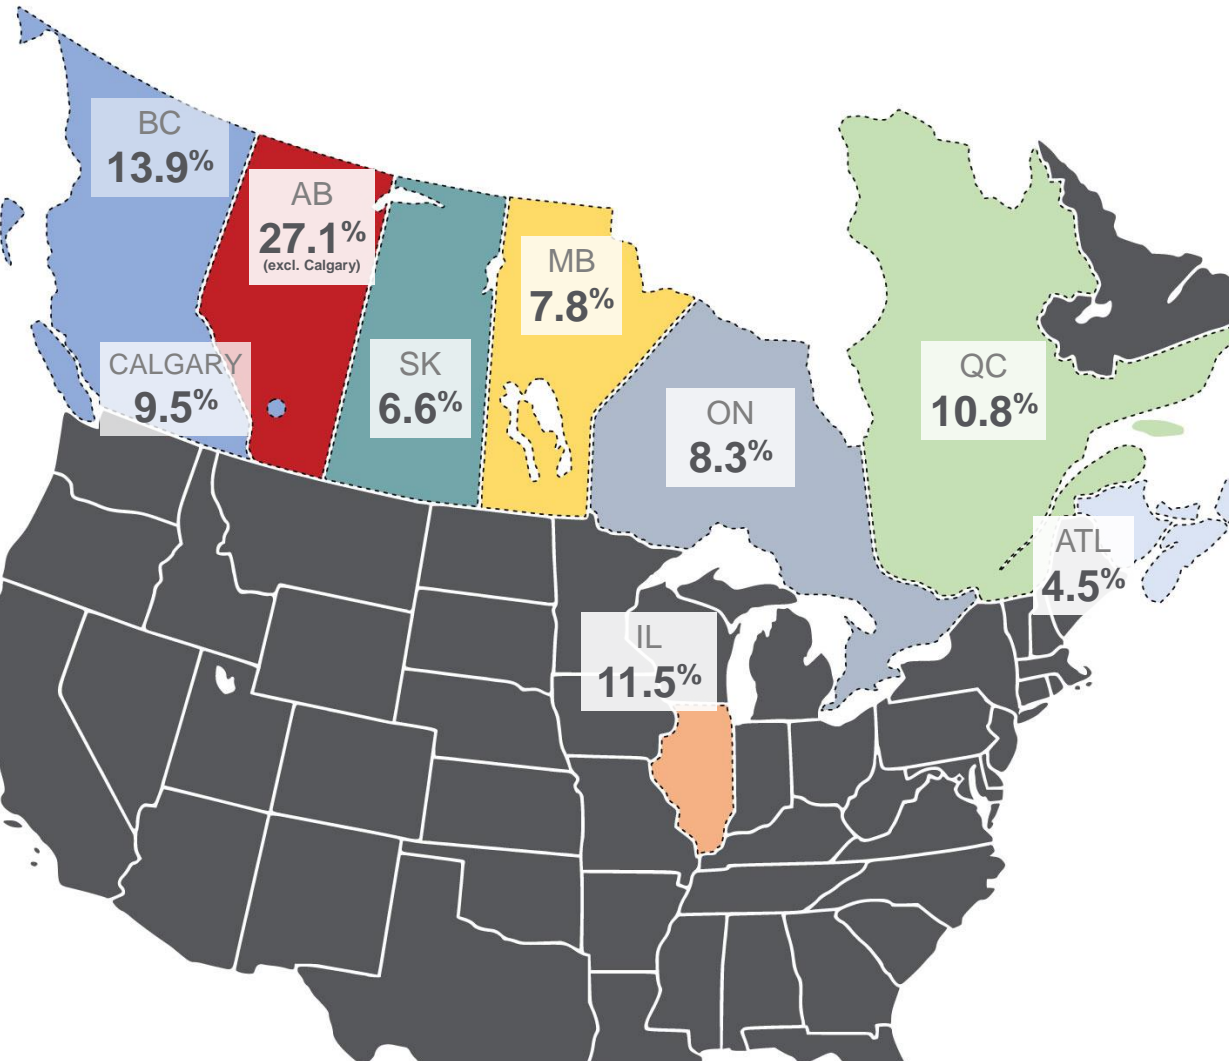 BC
13.9%
AB
27.1%
(excl. Calgary)
MB
7.8%
CALGARY
9.5%
SK
6.6%
QC
10.8%
ON
8.3%
ATL
4.5%
IL
11.5%